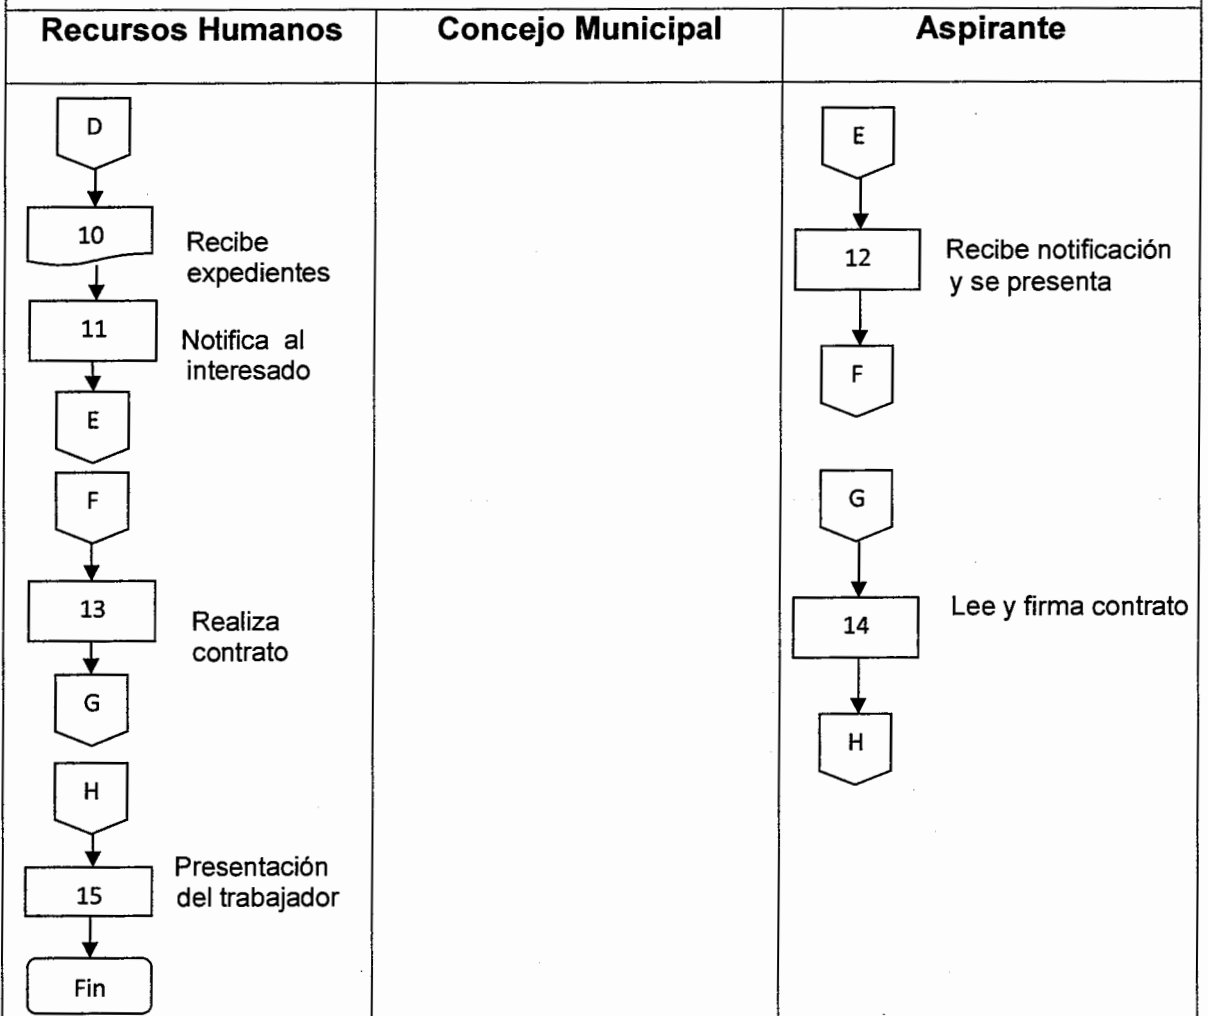 Recursos Humanos
Concejo Municipal
Aspirante
D
10
Recibe
expedientes
11
Notifica al
interesado
E
F
13
Realiza
contrato
G
H
15
Presentación
del trabajador
Fin
E
12
Recibe notificación
y se presenta
F
G
14
Lee y firma contrato
H